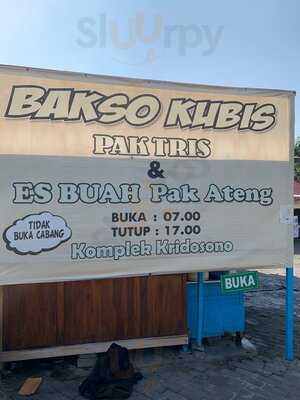 Sluurpy
BAKSO KUBIS
PAK TRIS
&
ES BUAH Pak Ateng
TIDAK
BUKA CABANG
BUKA : 07.00
TUTUP : 17.00
Komplek Kridosono
BUKA